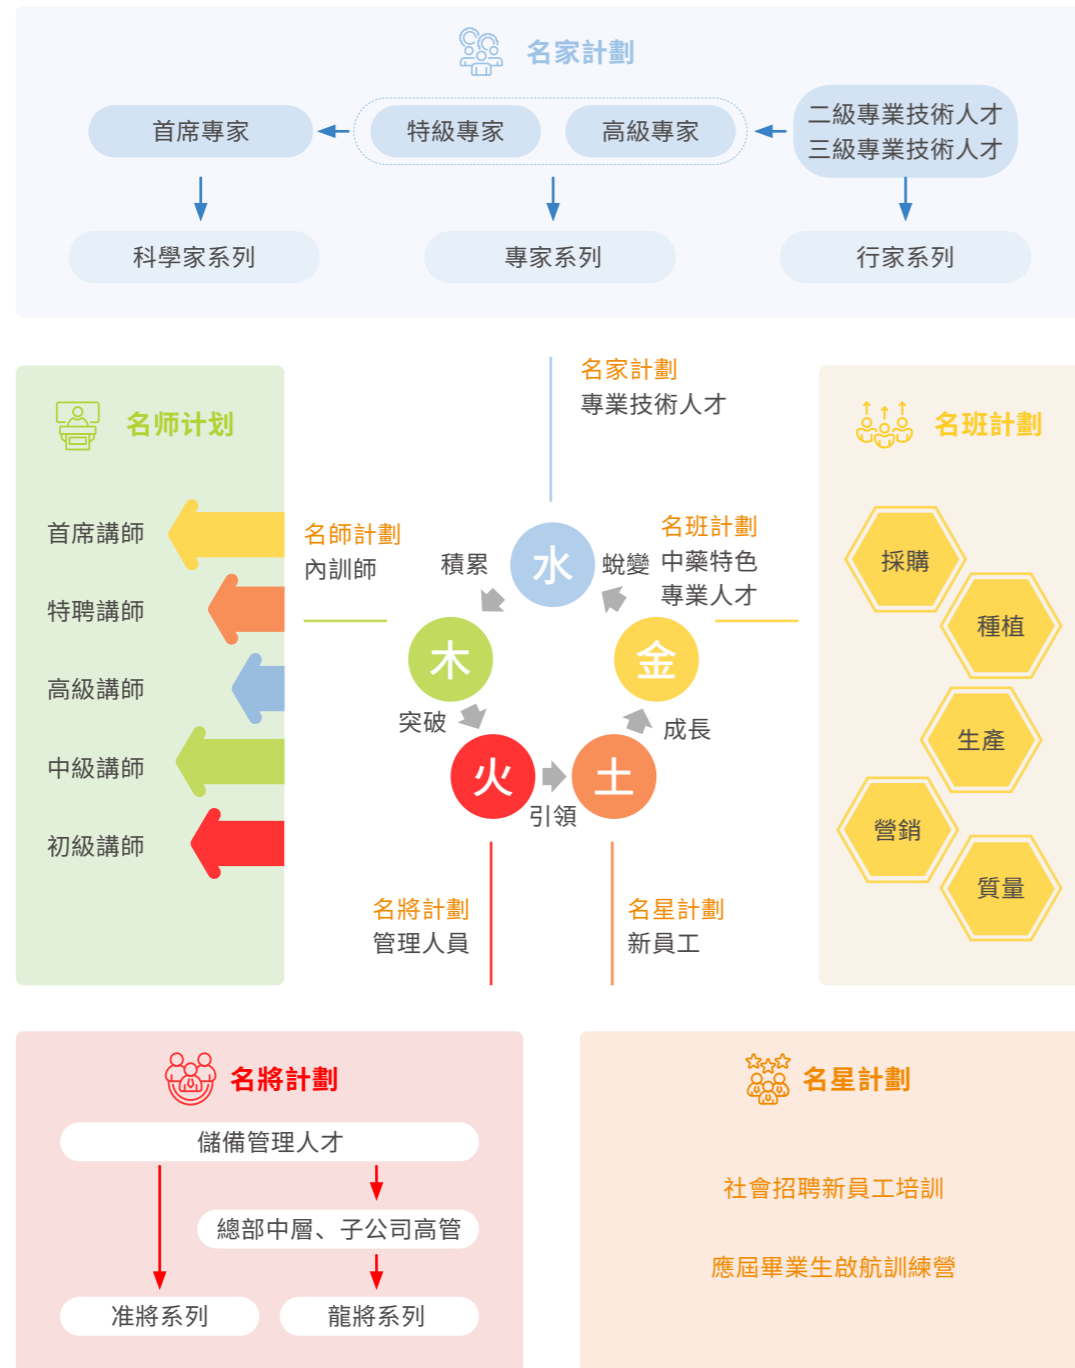 名家計劃
首席專家
特級專家
高級專家
二級專業技術人才
三級專業技術人才
科學家系列
專家系列
行家系列
名师计划
首席講師
特聘講師
高級講師
中級講師
初級講師
名家計劃
專業技術人才
名師計劃
內訓師
名班計劃
中藥特色
專業人才
積累
水
蛻變
木
金
突破
成長
火
土
引領
名將計劃
管理人員
名星計劃
新員工
名班計劃
採購
種植
生產
營銷
質量
名將計劃
儲備管理人才
總部中層、子公司高管
准將系列
龍將系列
名星計劃
社會招聘新員工培訓
應屆畢業生啟航訓練營